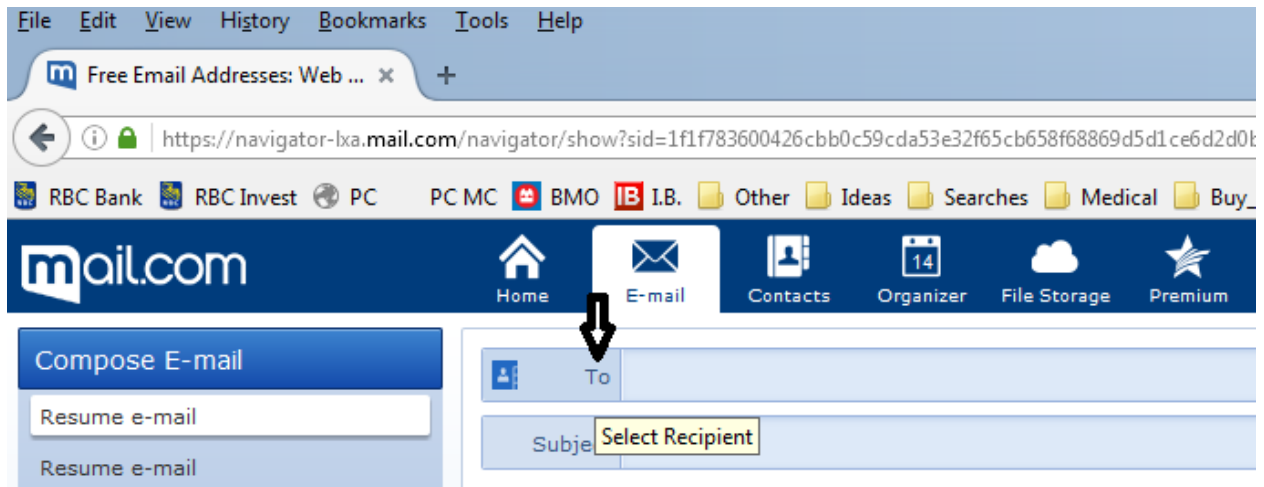 File Edit View History Bookmarks Tools Help
Free Email Addresses: Web ... × +
https://navigator-lxa.mail.com/navigator/show?sid=1f1f783600426cbb0c59cda53e32f65cb658f68869d5d1ce6d2d0b
RBC Bank RBC Invest PC PC MC BMO IB I.B. Other Ideas Searches Medical Buy_
mail.com
14
Home E-mail Contacts Organizer File Storage Premium
Compose E-mail
To
Resume e-mail
Subje Select Recipient
Resume e-mail